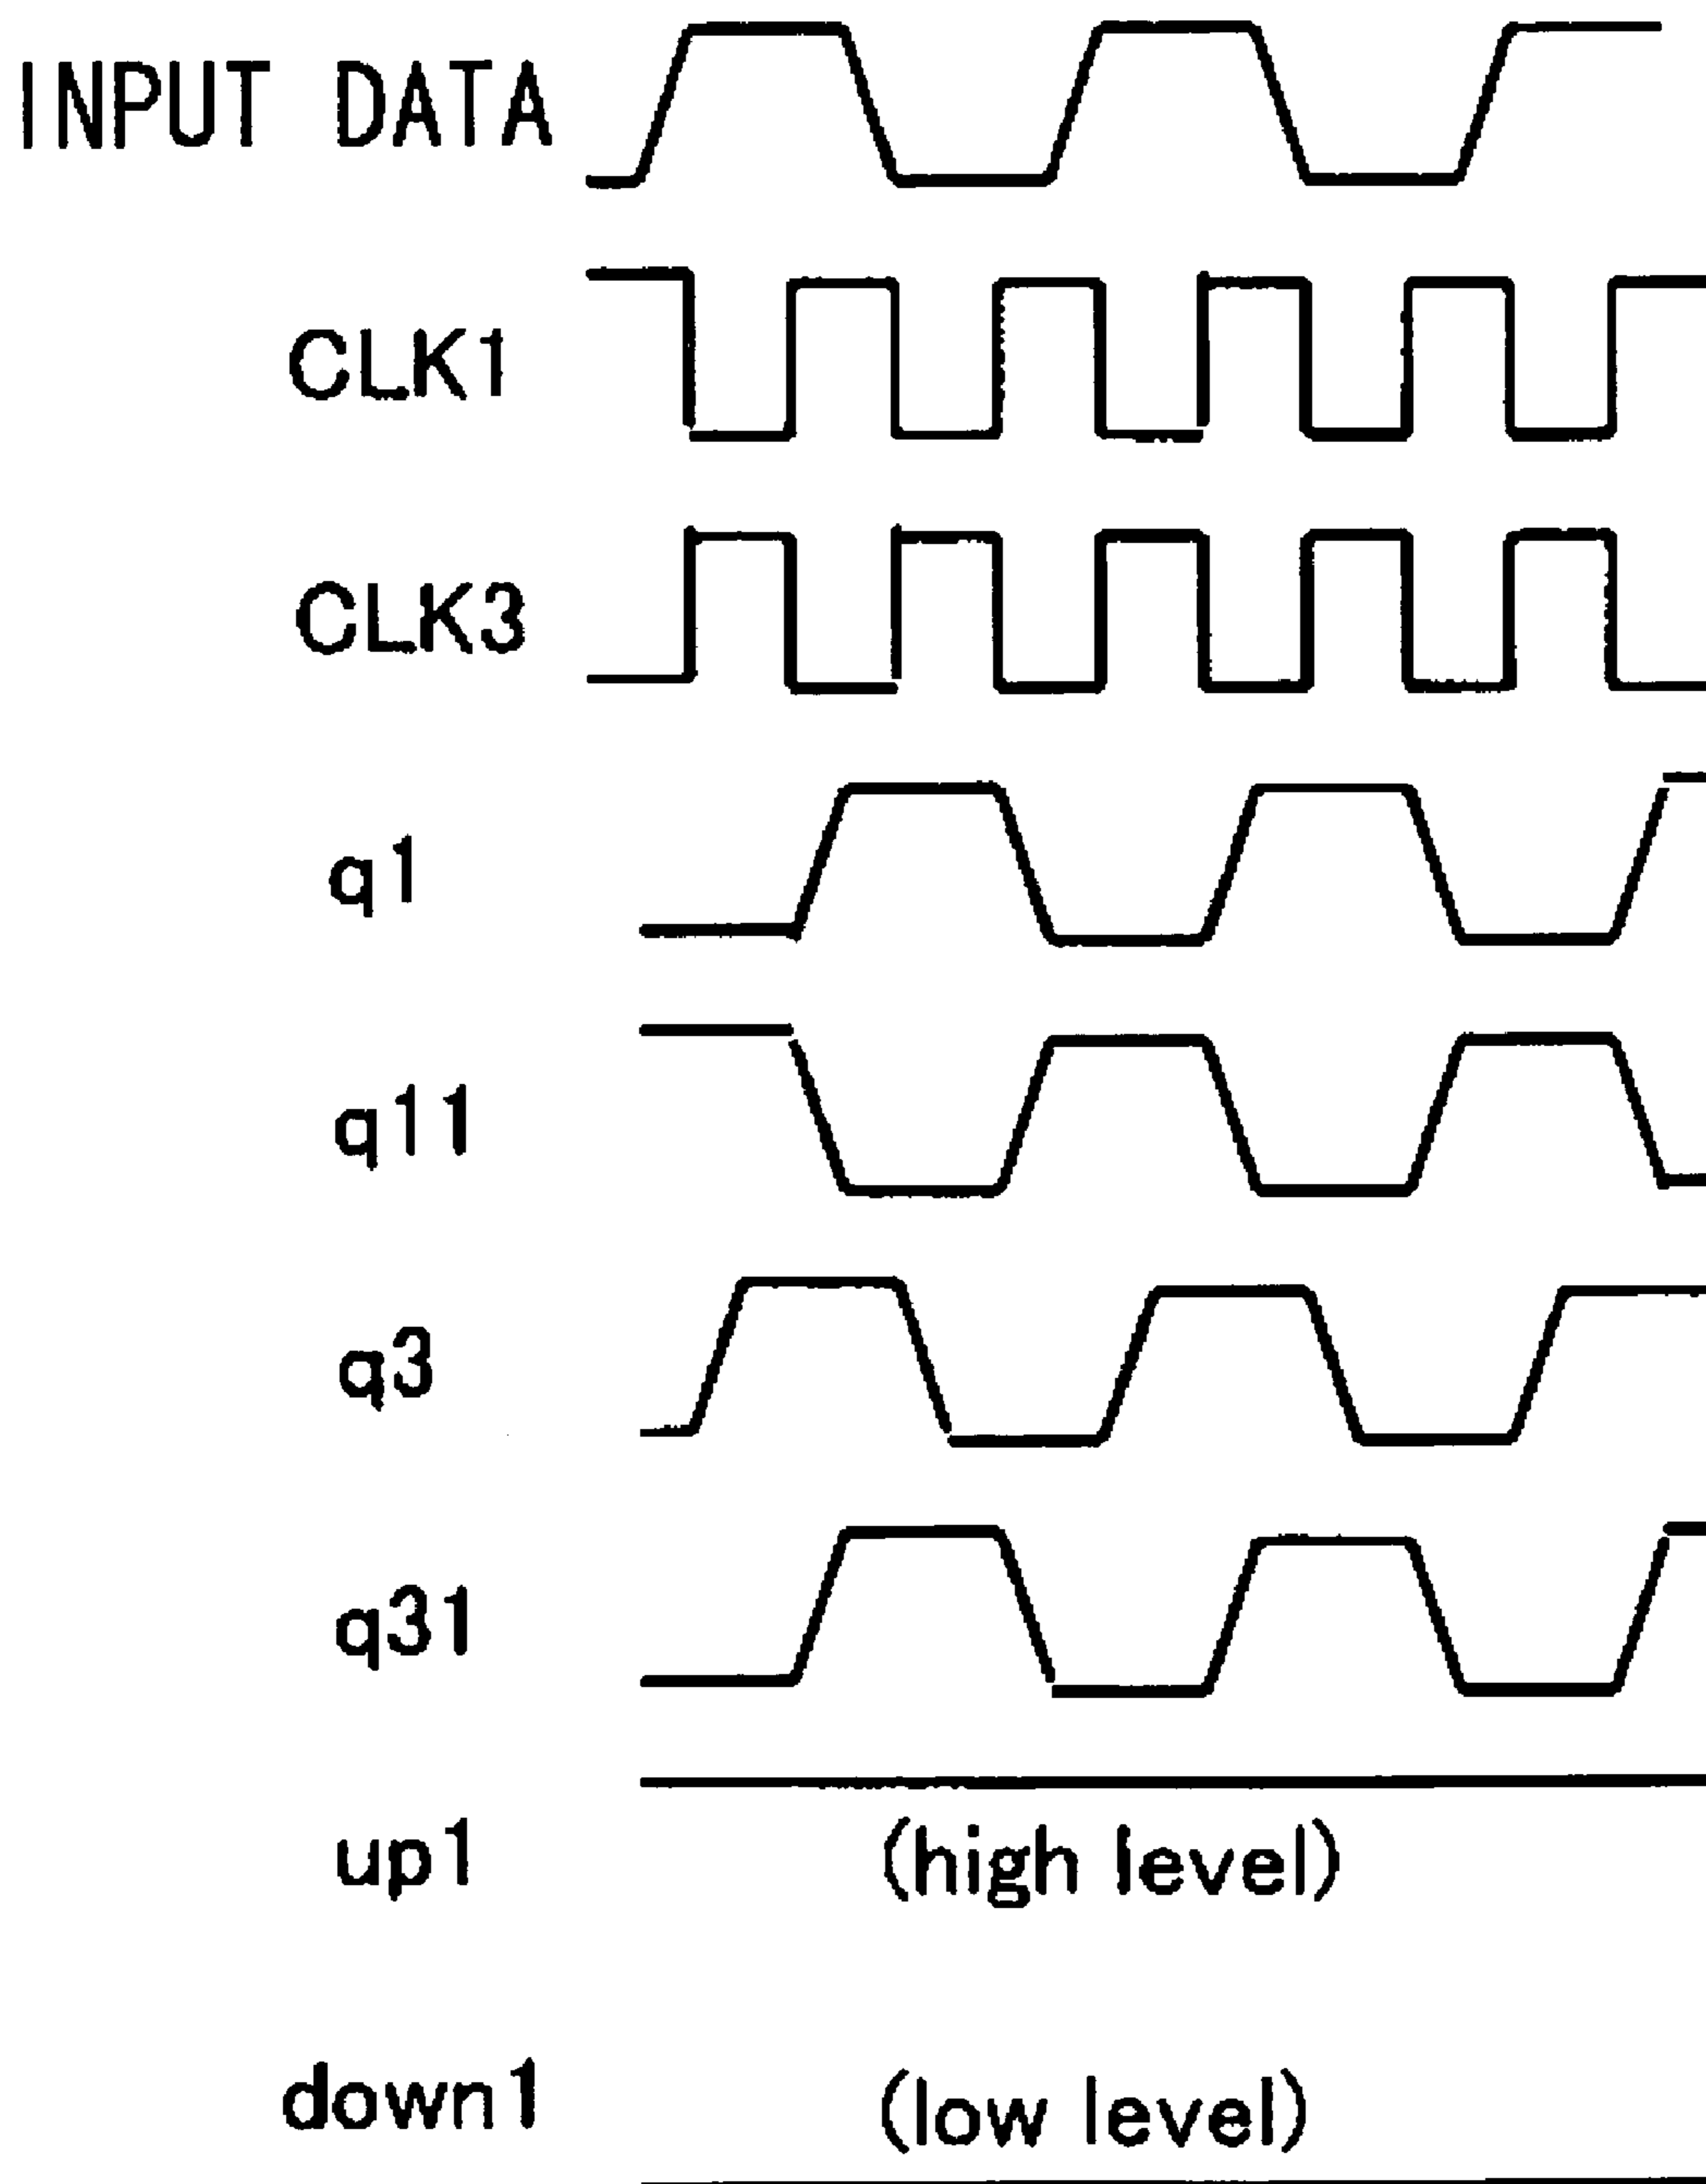 INPUT DATA
CLK1
CLK3
q1
q11
q3
q31
up1
(high level)
down1
(low level)